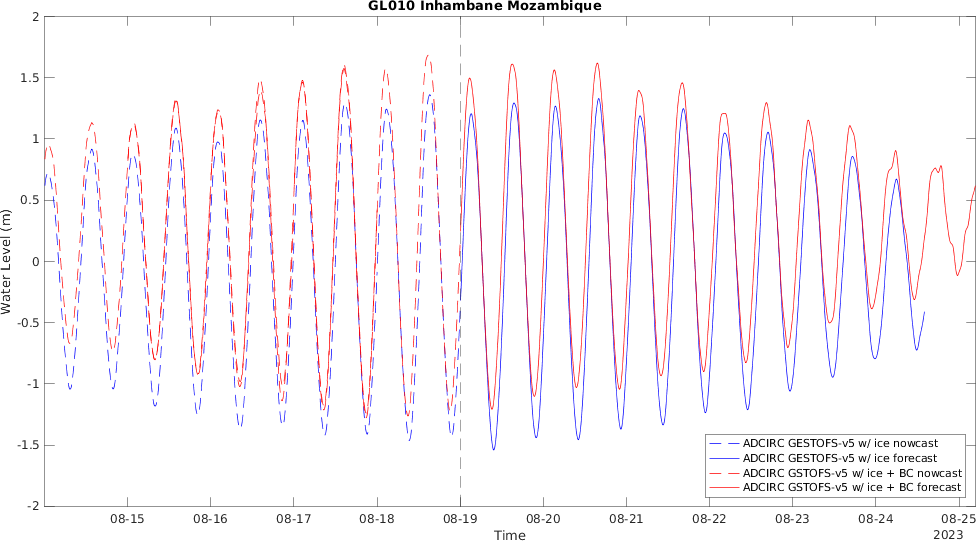 GL010 Inhambane Mozambique
Water Level (m)
2
1.5
1
0.5
0
-0.5
-1
-1.5
-2
ADCIRC GESTOFS-v5 w/ ice nowcast
ADCIRC GESTOFS-v5 w/ ice forecast
ADCIRC GSTOFS-v5 w/ ice + BC nowcast
ADCIRC GSTOFS-v5 w/ ice + BC forecast
08-15 08-16 08-17 08-18 08-19 08-20 08-21 08-22 08-23 08-24 08-25
Time
2023